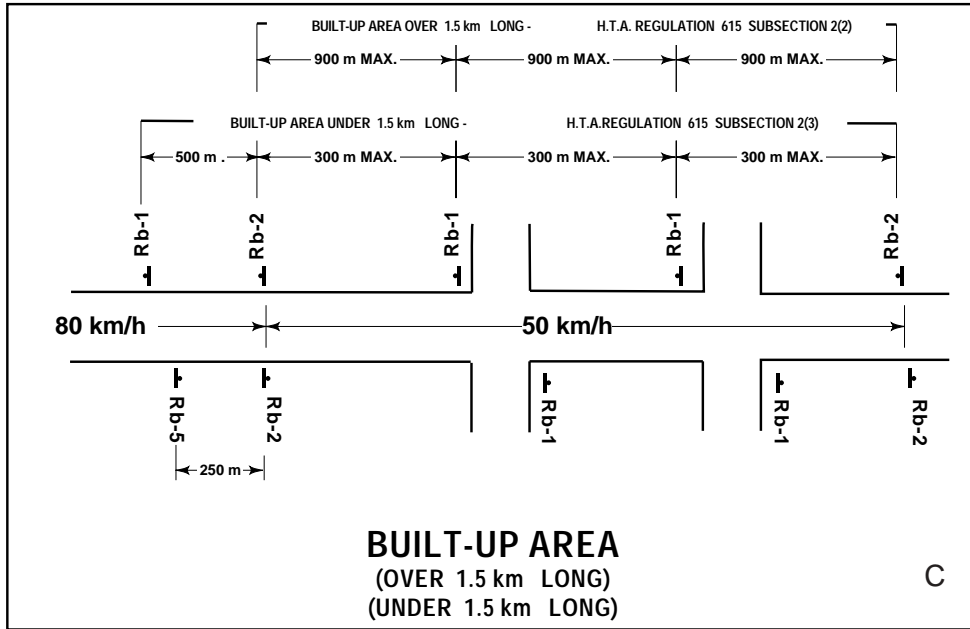 BUILT-UP AREA OVER 1.5 km LONG - H.T.A. REGULATION 615 SUBSECTION 2(2)
900 m MAX. 900 m MAX. 900 m MAX.
BUILT-UP AREA UNDER 1.5 km LONG - H.T.A.REGULATION 615 SUBSECTION 2(3)
500 m . 300 m MAX. 300 m MAX. 300 m MAX.
Rb-1 Rb-2 Rb-1 Rb-1 Rb-2
80 km/h 50 km/h
Rb-5 Rb-2 Rb-1 Rb-1 Rb-2
250 m
BUILT-UP AREA
(OVER 1.5 km LONG)
(UNDER 1.5 km LONG)
C